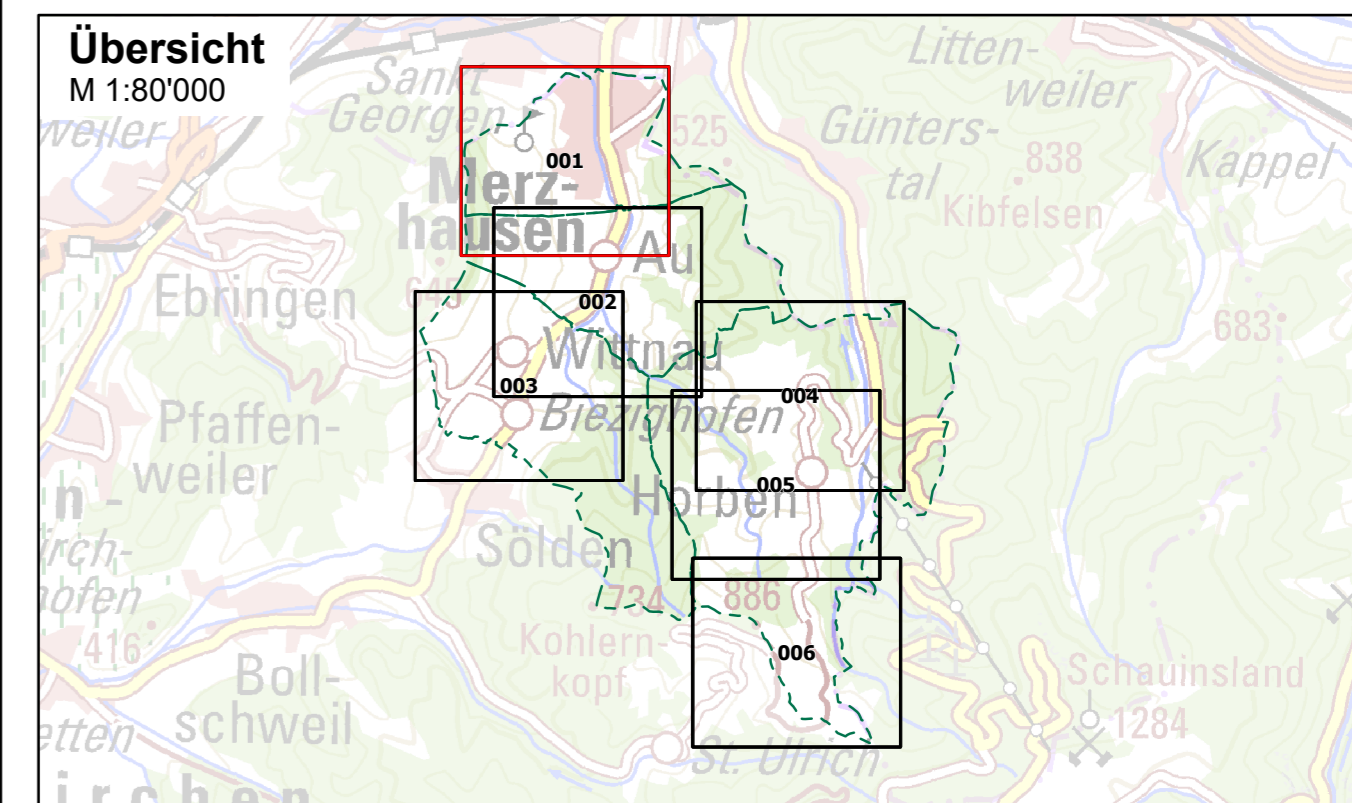 Übersicht
M 1:80'000
Sankt
Georgen
Litten-
weiler
weiler
525
Günters-
tal
838
Kibfelsen
Kappel
001
Merz-
hausen
Au
Ebringen
002
683
Wittnau
003
004
Biezighofen
Pfaffen-
weiler
005
Horben
Sölden
734
886
416
Kohlern-
kopf
006
Schauinsland
1284
Boll-
schweil
etten
St. Ulrich